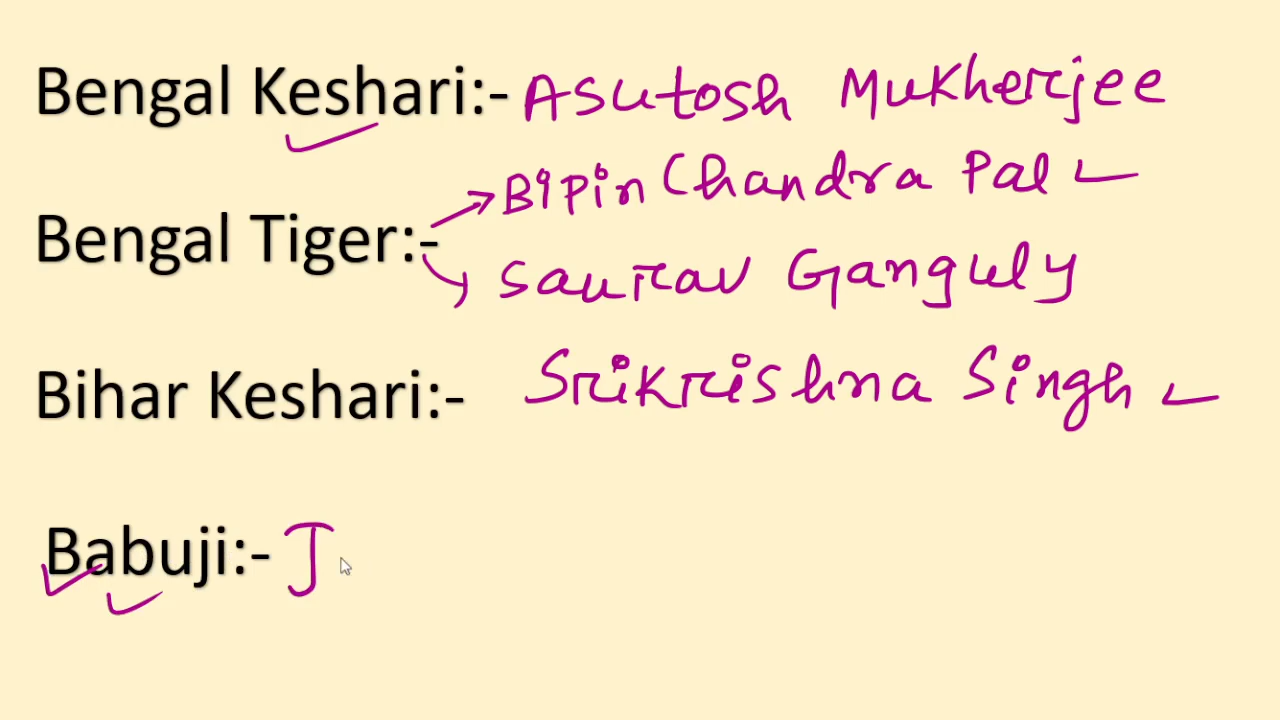 Bengal Keshari:- Asutosh Mukherjee
Bipin Chandra Pal
Bengal Tiger:-
Saurav Ganguly
Bihar Keshari:- Srikrishna Singh
Babuji:- J